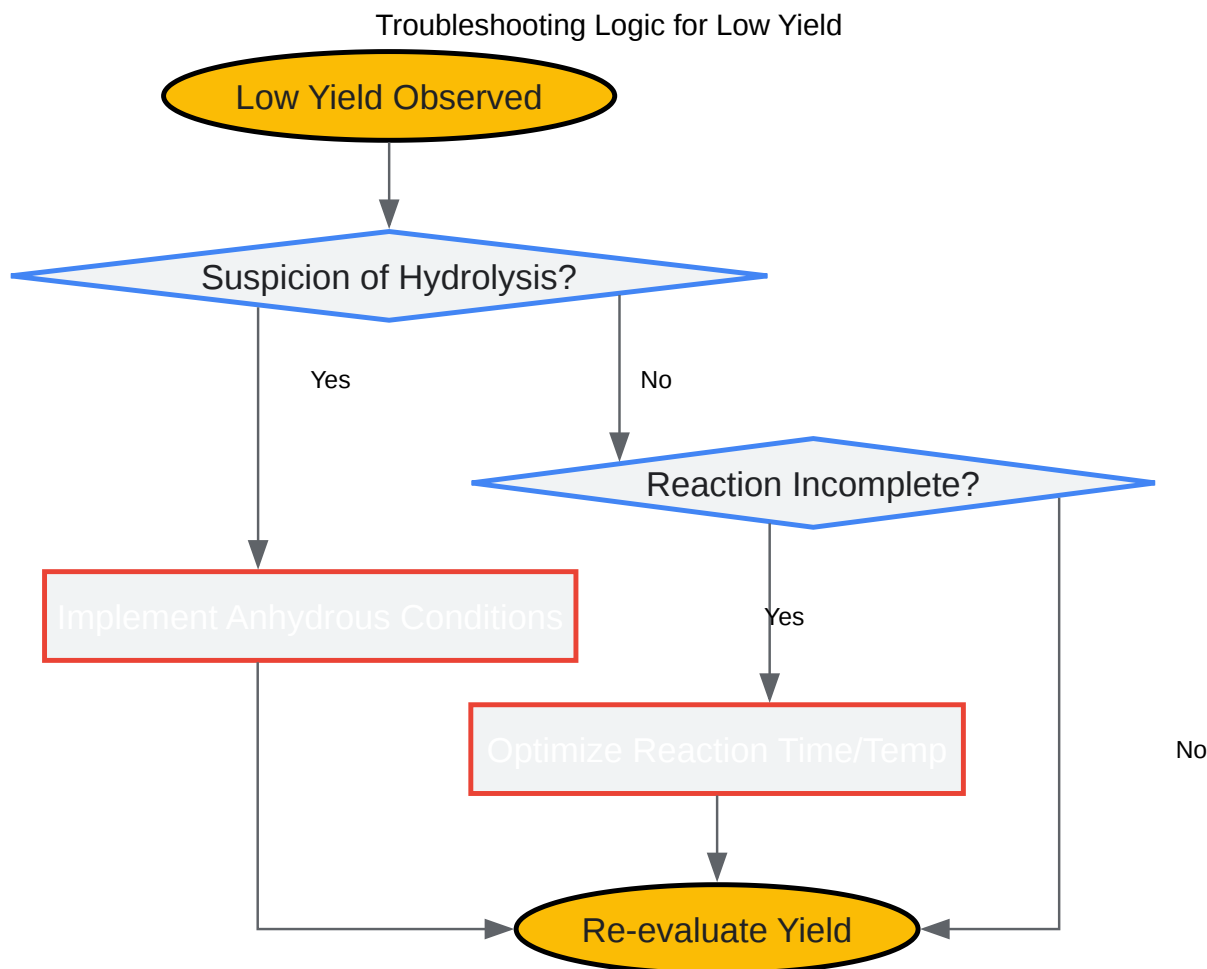 Troubleshooting Logic for Low Yield
Low Yield Observed
Suspicion of Hydrolysis?
Yes
No
Reaction Incomplete?
Implement Anhydrous Conditions
Yes
Optimize Reaction Time/Temp
No
Re-evaluate Yield